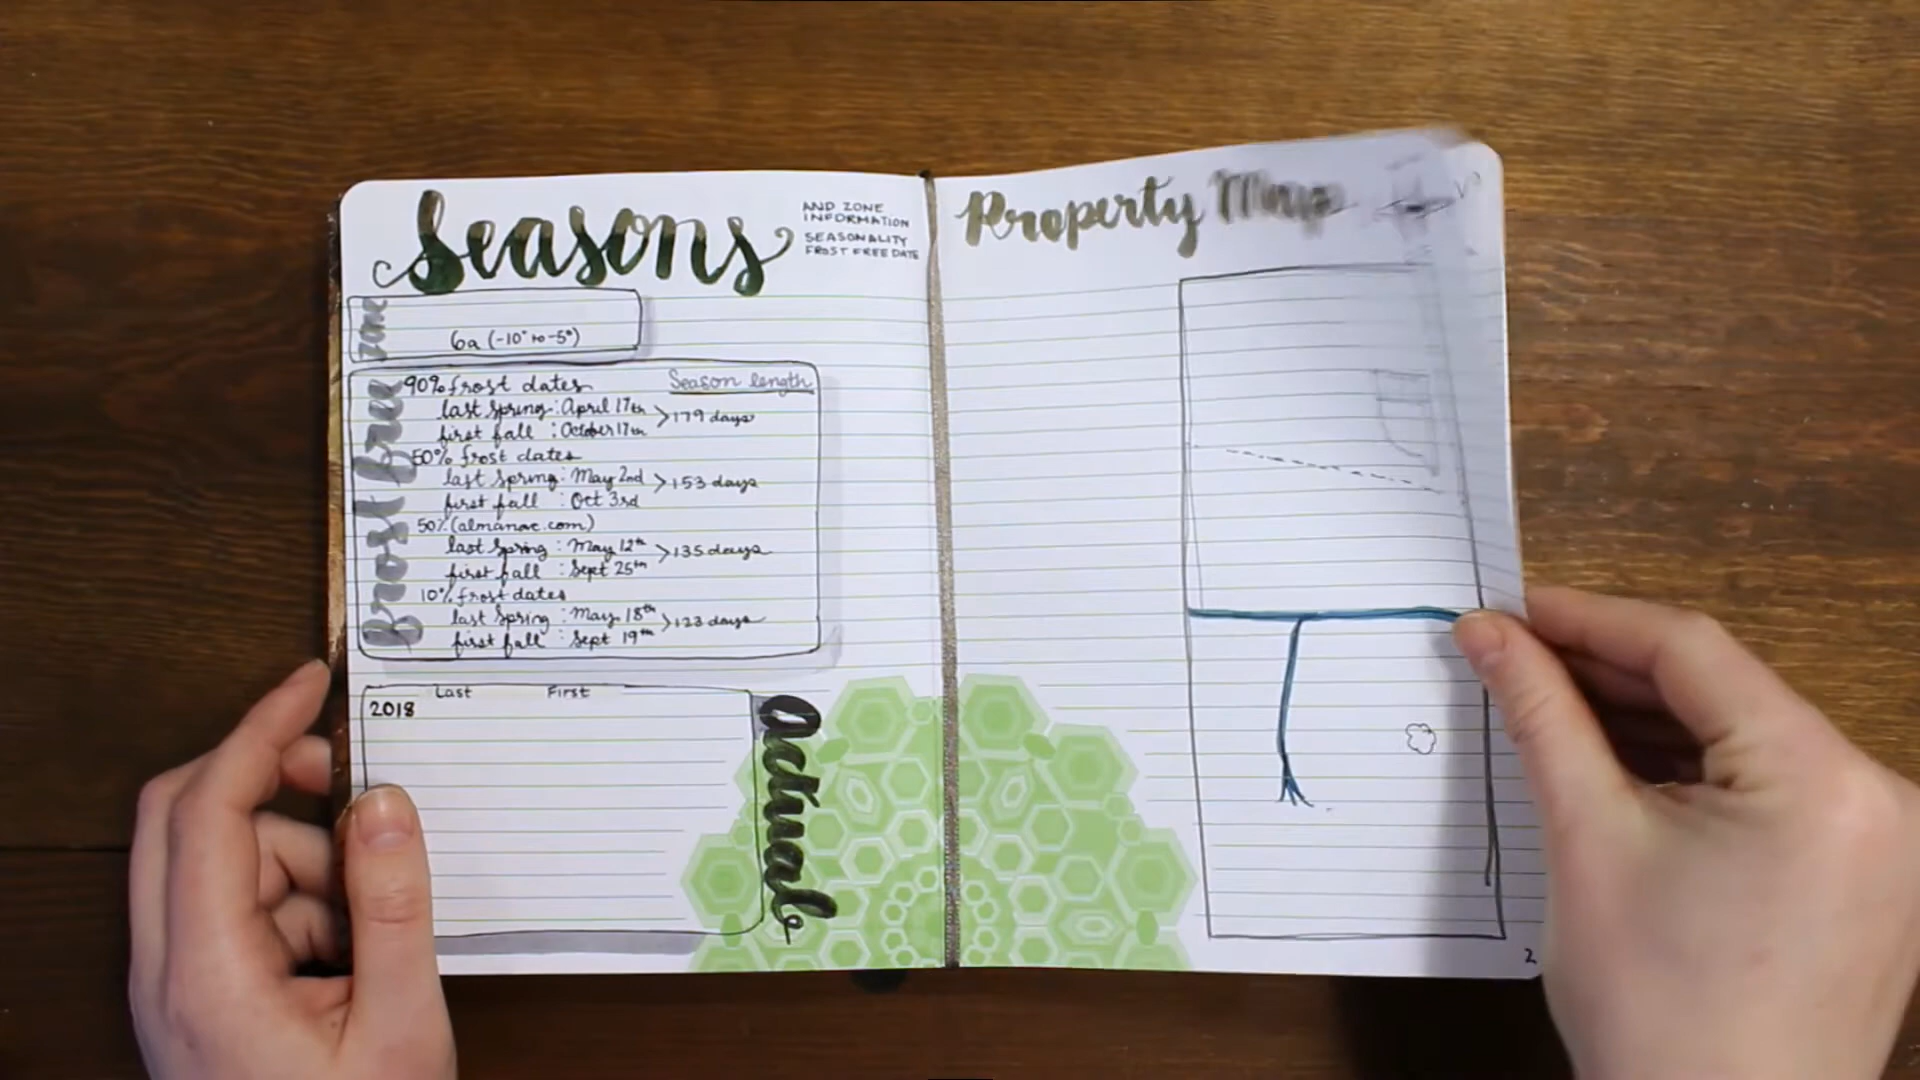 Seasons
AND ZONE
INFORMATION
SEASONALITY
FROST FREE DATE
zone
6a (-10° to -5°)
Frost free
90% frost dates
Season length
last spring: April 17th
>179 days
first fall : October 17th
50% frost dates
last spring: May 2nd
>153 days
first fall : Oct 3rd
50% (almanac.com)
last spring: May 12th
>135 days
first fall : Sept 25th
10% frost dates
last spring: May 18th
>123 days
first fall : Sept 19th
Last First
2018
Actuals
Property Map
2